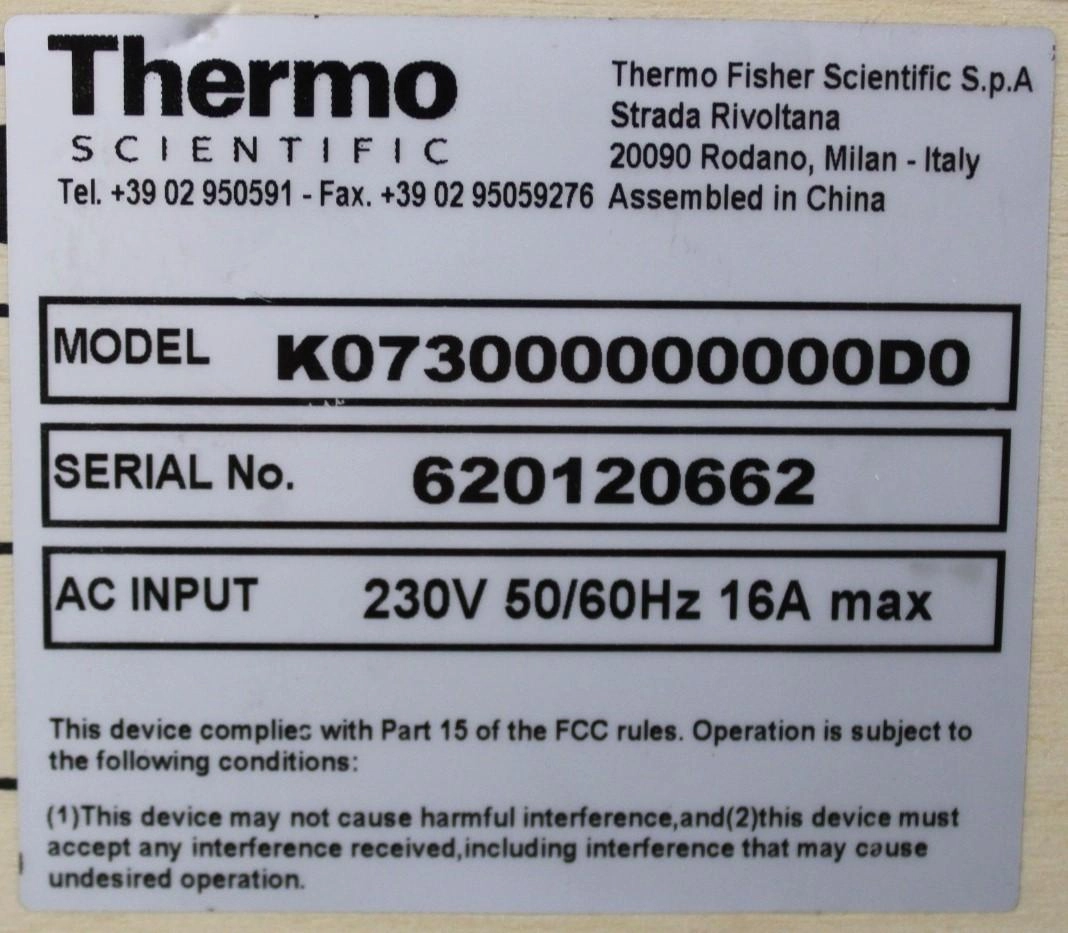 Thermo
SCIENTIFIC
Tel. +39 02 950591 - Fax. +39 02 95059276
Thermo Fisher Scientific S.p.A
Strada Rivoltana
20090 Rodano, Milan - Italy
Assembled in China
MODEL K073000000000D0
SERIAL No. 620120662
AC INPUT 230V 50/60Hz 16A max
This device complies with Part 15 of the FCC rules. Operation is subject to
the following conditions:
(1)This device may not cause harmful interference,and(2)this device must
accept any interference received,including interference that may cause
undesired operation.